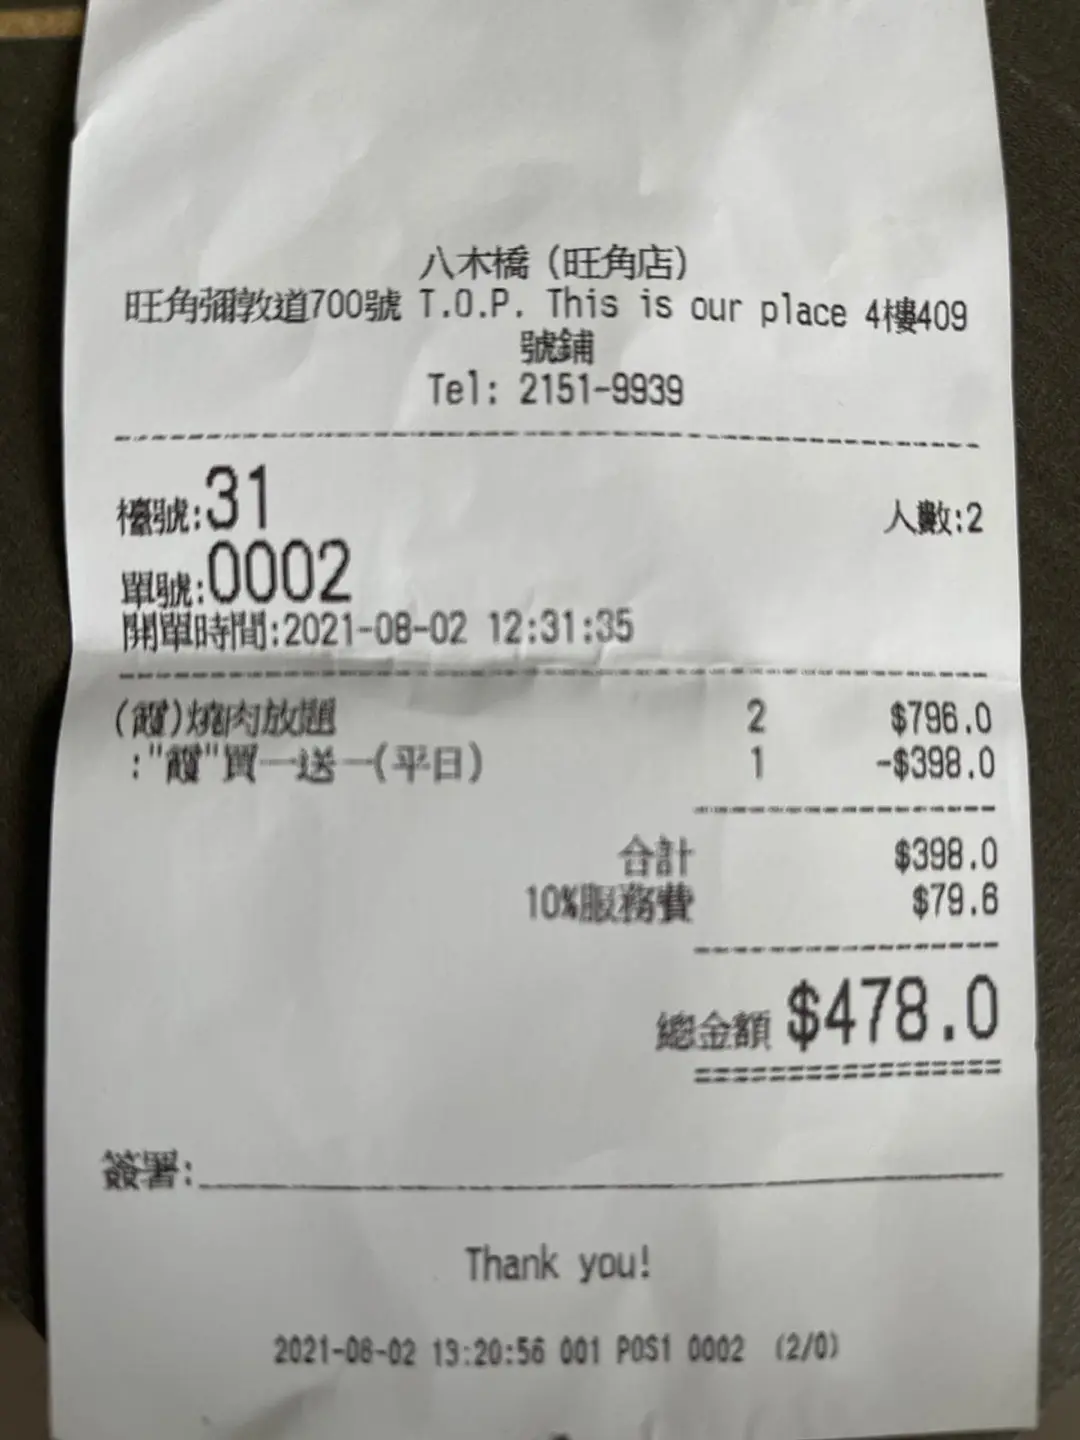 八木橋 (旺角店)
旺角彌敦道700號 T.O.P. This is our place 4樓409
號鋪
Tel: 2151-9939
檯號:31 人數:2
單號:0002
開單時間:2021-08-02 12:31:35
(霞)燒肉放題 2 $796.0
:"霞"買一送一(平日) 1 -$398.0
合計 $398.0
10%服務費 $79.6
總金額 $478.0
簽署:
Thank you!
2021-08-02 13:20:56 001 POS1 0002 (2/0)